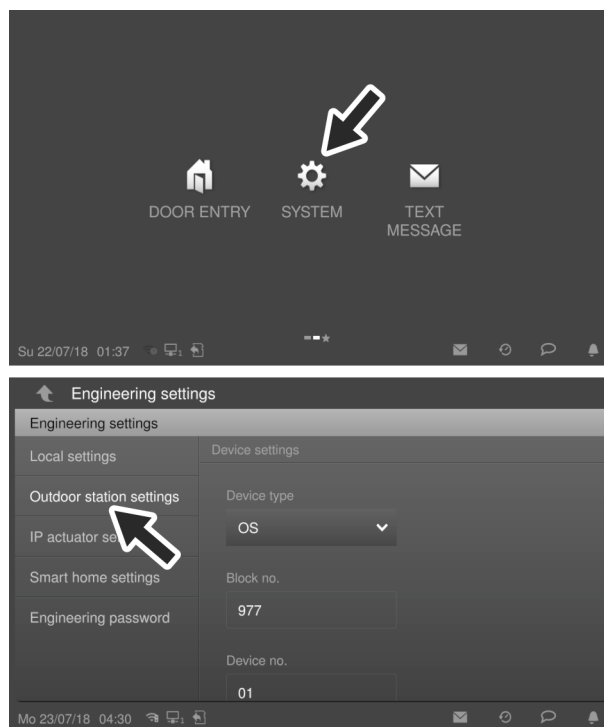 DOOR ENTRY
SYSTEM
TEXT
MESSAGE
Su 22/07/18 01:37
1
Engineering settings
Engineering settings
Local settings
Device settings
Outdoor station settings
Device type
OS
IP actuator se
Smart home settings
Block no.
977
Engineering password
Device no.
01
Mo 23/07/18 04:30
1